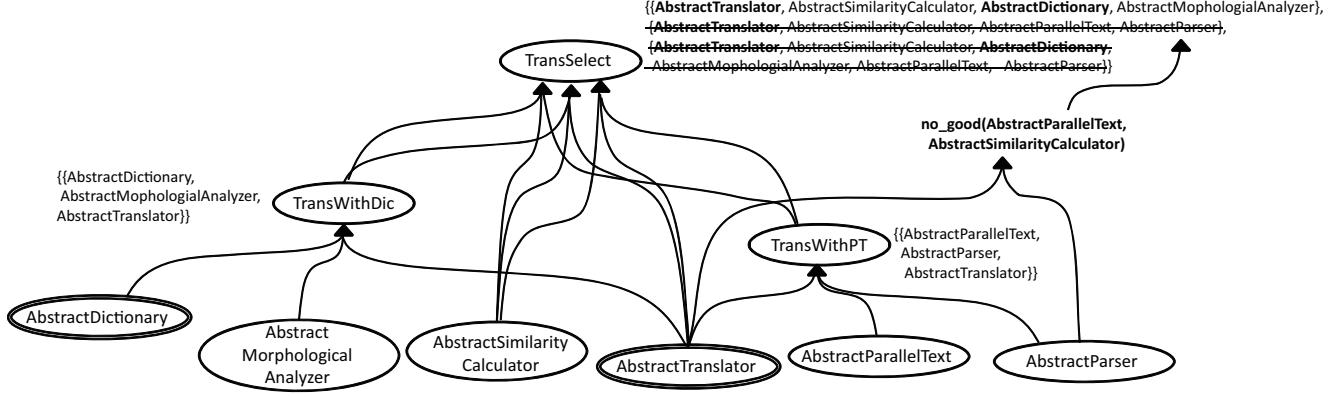 {{AbstractTranslator, AbstractSimilarityCalculator, AbstractDictionary, AbstractMophologialAnalyzer},
{AbstractTranslator, AbstractSimilarityCalculator, AbstractParallelText, AbstractParser},
{AbstractTranslator, AbstractSimilarityCalculator, AbstractDictionary,
AbstractMophologialAnalyzer, AbstractParallelText, AbstractParser}}
TransSelect
no_good(AbstractParallelText,
AbstractSimilarityCalculator)
{{AbstractDictionary,
AbstractMophologialAnalyzer,
AbstractTranslator}}
TransWithDic
TransWithPT
{{AbstractParallelText,
AbstractParser,
AbstractTranslator}}
AbstractDictionary
Abstract
Morphological
Analyzer
AbstractSimilarity
Calculator
AbstractTranslator
AbstractParallelText
AbstractParser